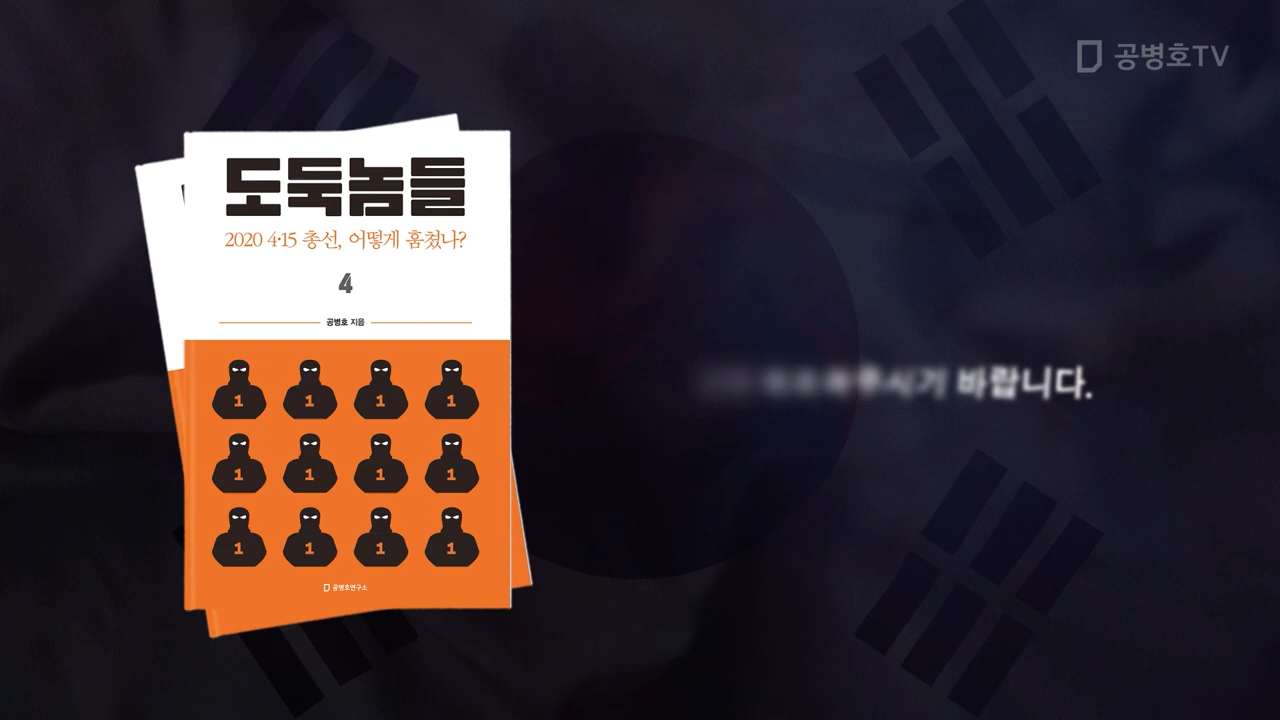 공병호TV
도둑놈들
2020 4·15 총선, 어떻게 훔쳤나?
4
공병호 지음
1 1 1 1
1 1 1 1
1 1 1 1
공병호연구소
바랍니다.